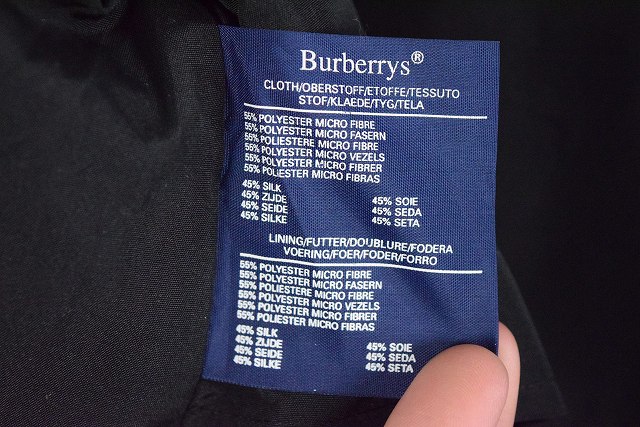 Burberrys®
CLOTH/OBERSTOFF/ETOFFE/TESSUTO
STOF/KLAEDE/TYG/TELA
55% POLYESTER MICRO FIBRE
55% POLYESTER MICRO FASERN
55% POLIESTERE MICRO FIBRE
55% POLYESTER MICRO VEZELS
55% POLYESTER MICRO FIBRER
55% POLIESTER MICRO FIBRAS
45% SILK
45% ZIJDE 45% SOIE
45% SEIDE 45% SEDA
45% SILKE 45% SETA
LINING/FUTTER/DOUBLURE/FODERA
VOERING/FOER/FODER/FORRO
55% POLYESTER MICRO FIBRE
55% POLYESTER MICRO FASERN
55% POLIESTERE MICRO FIBRE
55% POLYESTER MICRO VEZELS
55% POLYESTER MICRO FIBRER
55% POLIESTER MICRO FIBRAS
45% SILK
45% ZIJDE 45% SOIE
45% SEIDE 45% SEDA
45% SILKE 45% SETA